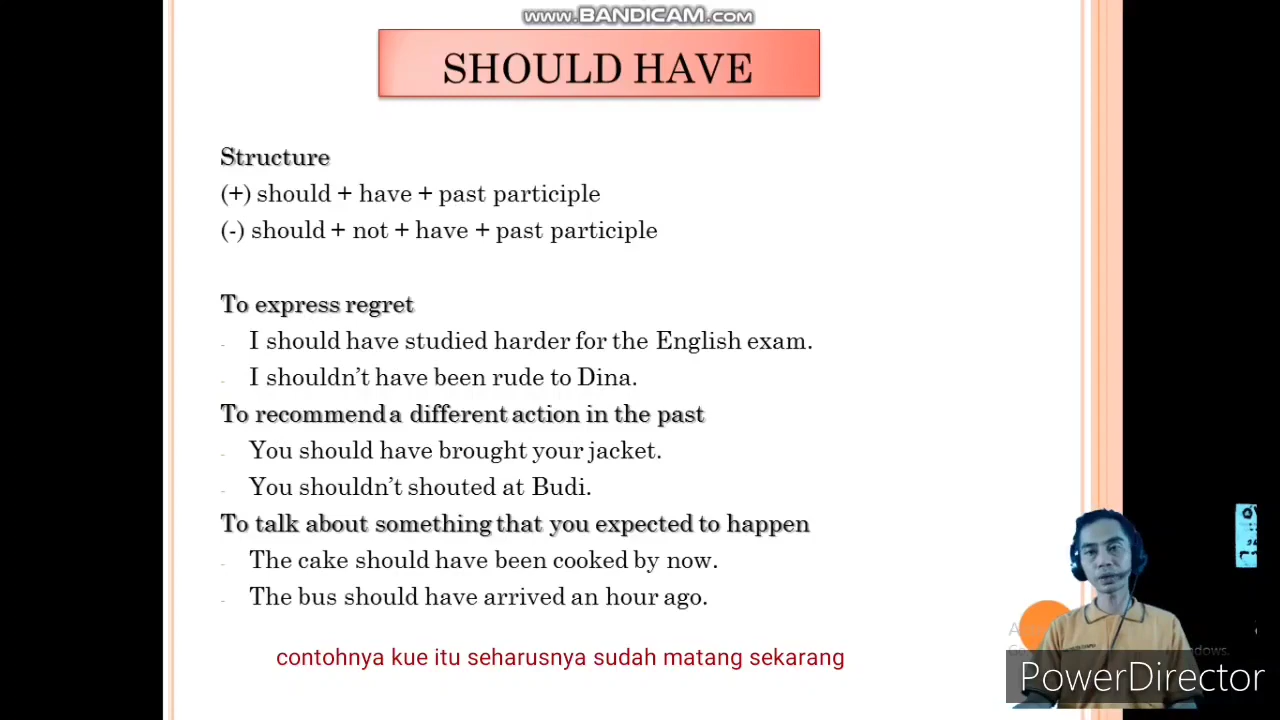 www.BANDICAM.com
SHOULD HAVE
Structure
(+) should + have + past participle
(-) should + not + have + past participle
To express regret
- I should have studied harder for the English exam.
- I shouldn't have been rude to Dina.
To recommend a different action in the past
- You should have brought your jacket.
- You shouldn't shouted at Budi.
To talk about something that you expected to happen
- The cake should have been cooked by now.
- The bus should have arrived an hour ago.
contohnya kue itu seharusnya sudah matang sekarang
PowerDirector